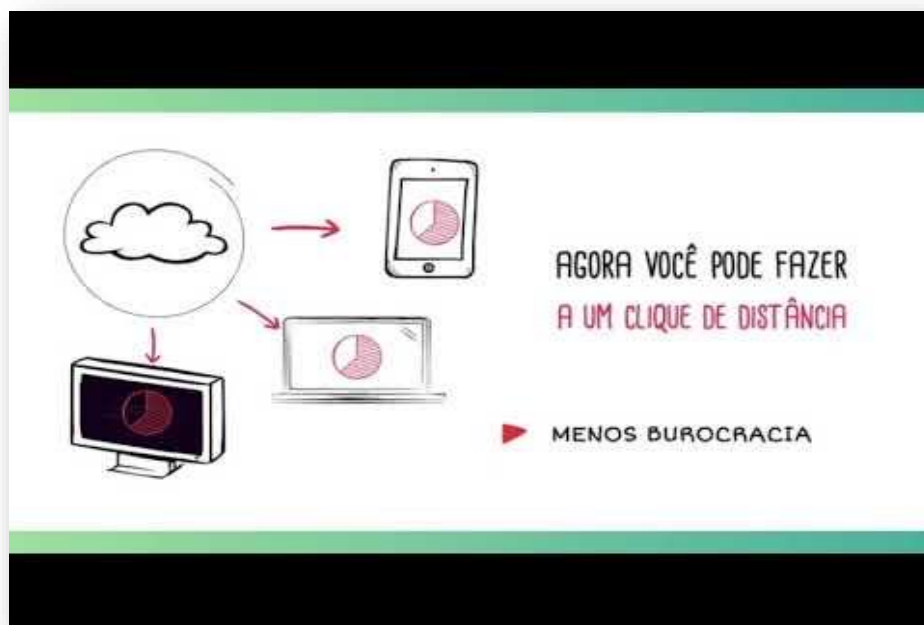 AGORA VOCÊ PODE FAZER
A UM CLIQUE DE DISTÂNCIA
MENOS BUROCRACIA